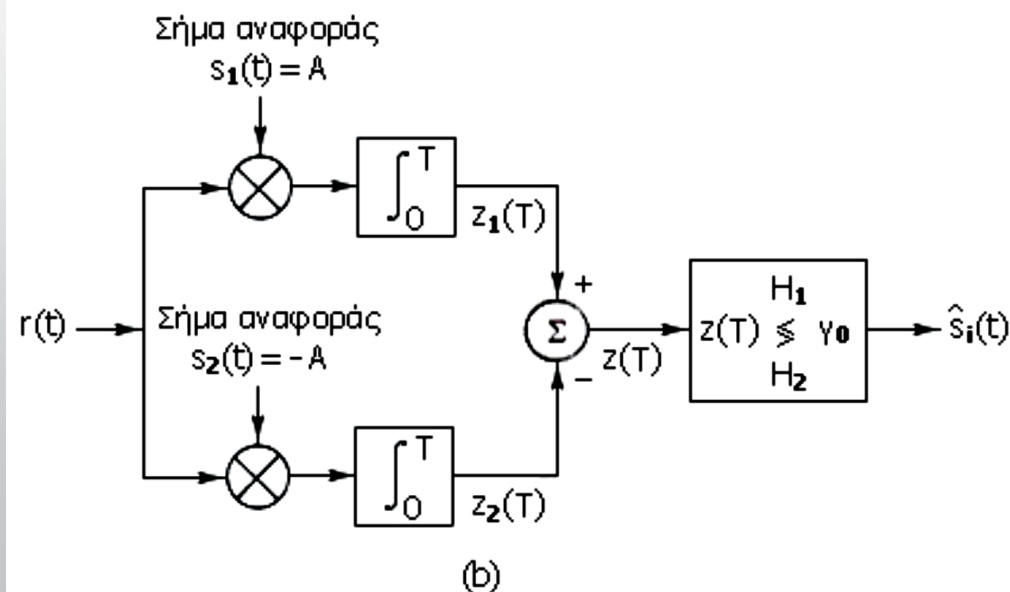 Σήμα αναφοράς
s₁(t) = A
∫₀ᵀ
z₁(T)
+
r(t)
Σήμα αναφοράς
s₂(t) = -A
Σ
z(T)
−
H₁
z(T) ≶ γ₀
H₂
ŝᵢ(t)
∫₀ᵀ
z₂(T)
(b)